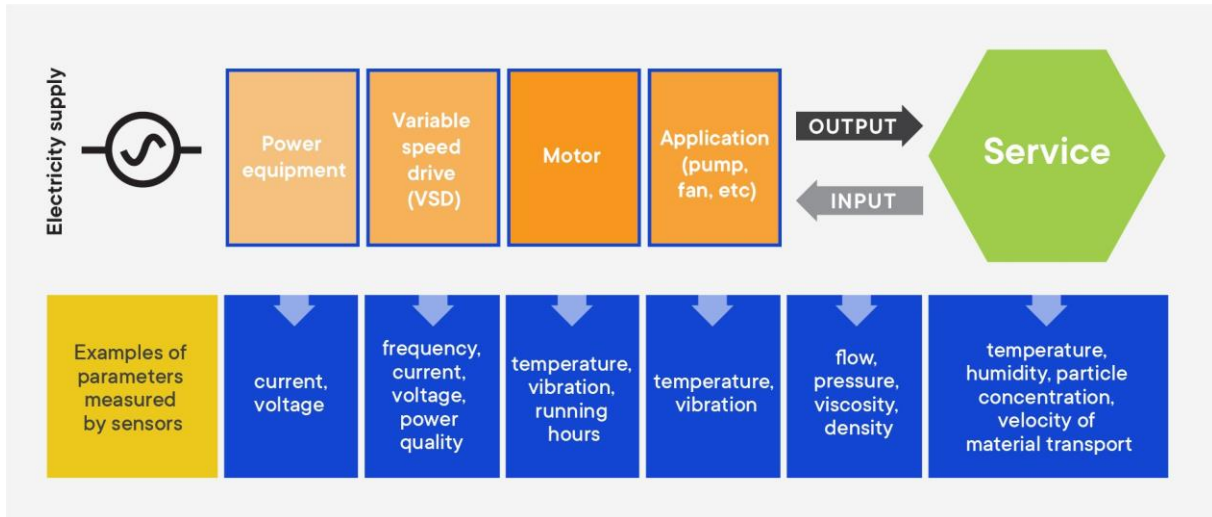 Electricity supply
Power
equipment
Variable
speed
drive
(VSD)
Motor
Application
(pump,
fan, etc)
OUTPUT
INPUT
Service
Examples of
parameters
measured
by sensors
current,
voltage
frequency,
current,
voltage,
power
quality
temperature,
vibration,
running
hours
temperature,
vibration
flow,
pressure,
viscosity,
density
temperature,
humidity, particle
concentration,
velocity of
material transport